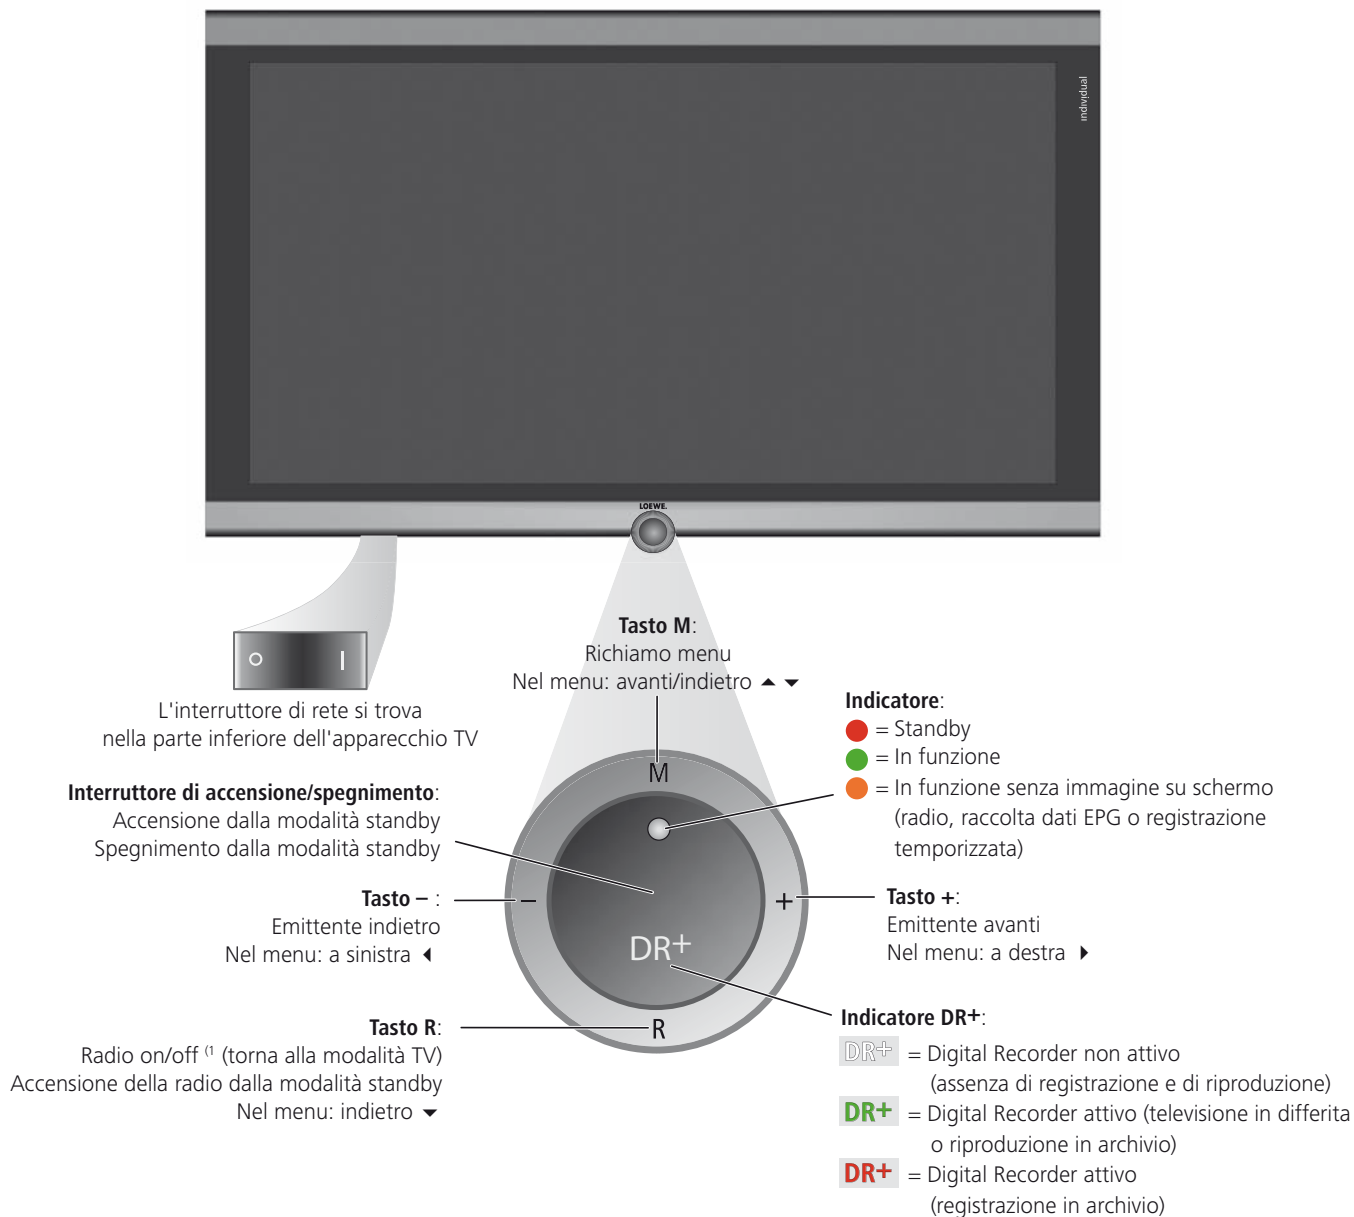 individual
LOEWE.
Tasto M:
Richiamo menu
Nel menu: avanti/indietro ▲ ▼
L'interruttore di rete si trova
nella parte inferiore dell'apparecchio TV
Indicatore:
= Standby
= In funzione
= In funzione senza immagine su schermo
(radio, raccolta dati EPG o registrazione
temporizzata)
Interruttore di accensione/spegnimento:
Accensione dalla modalità standby
Spegnimento dalla modalità standby
M
Tasto – :
Emittente indietro
Nel menu: a sinistra ◀
–
+
Tasto +:
Emittente avanti
Nel menu: a destra ▶
DR+
R
Tasto R:
Radio on/off (1 (torna alla modalità TV)
Accensione della radio dalla modalità standby
Nel menu: indietro ▼
Indicatore DR+:
DR+ = Digital Recorder non attivo
(assenza di registrazione e di riproduzione)
DR+ = Digital Recorder attivo (televisione in differita
o riproduzione in archivio)
DR+ = Digital Recorder attivo
(registrazione in archivio)